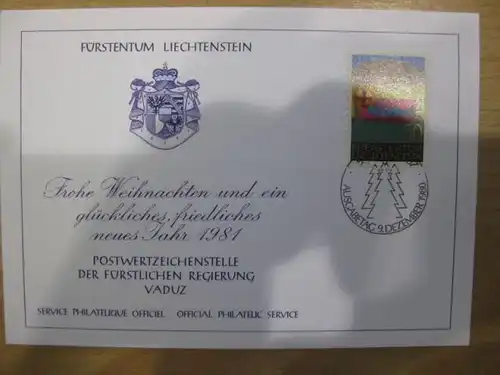 FÜRSTENTUM LIECHTENSTEIN
Frohe Weihnachten und ein
glückliches, friedliches
neues Jahr 1981
POSTWERTZEICHENSTELLE
DER FÜRSTLICHEN REGIERUNG
VADUZ
SERVICE PHILATELIQUE OFFICIEL OFFICIAL PHILATELIC SERVICE
AUSGABETAG 9. DEZEMBER 1980